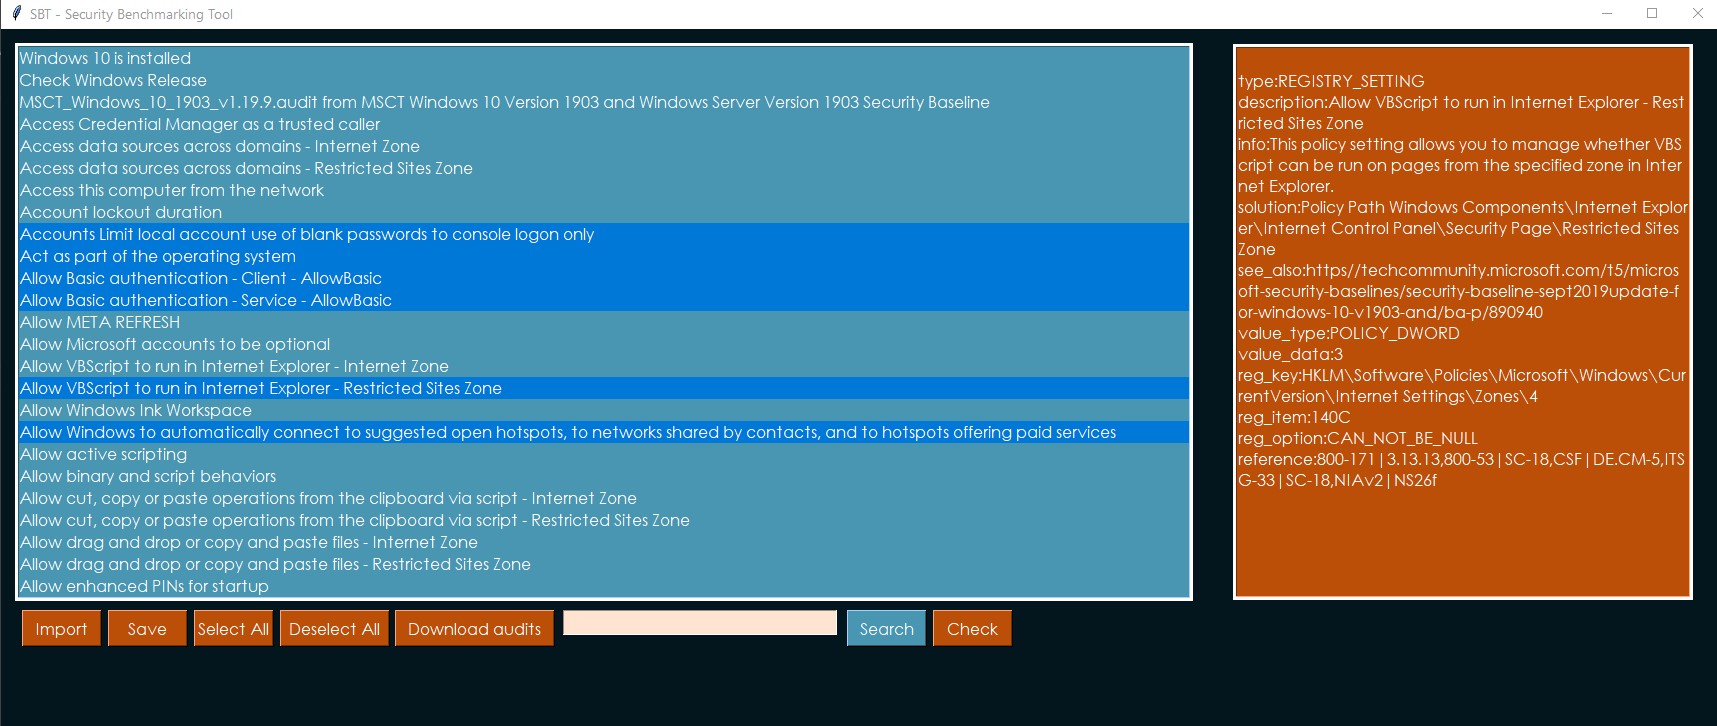 SBT - Security Benchmarking Tool
Windows 10 is installed
Check Windows Release
MSCT_Windows_10_1903_v1.19.9.audit from MSCT Windows 10 Version 1903 and Windows Server Version 1903 Security Baseline
Access Credential Manager as a trusted caller
Access data sources across domains - Internet Zone
Access data sources across domains - Restricted Sites Zone
Access this computer from the network
Account lockout duration
Accounts Limit local account use of blank passwords to console logon only
Act as part of the operating system
Allow Basic authentication - Client - AllowBasic
Allow Basic authentication - Service - AllowBasic
Allow META REFRESH
Allow Microsoft accounts to be optional
Allow VBScript to run in Internet Explorer - Internet Zone
Allow VBScript to run in Internet Explorer - Restricted Sites Zone
Allow Windows Ink Workspace
Allow Windows to automatically connect to suggested open hotspots, to networks shared by contacts, and to hotspots offering paid services
Allow active scripting
Allow binary and script behaviors
Allow cut, copy or paste operations from the clipboard via script - Internet Zone
Allow cut, copy or paste operations from the clipboard via script - Restricted Sites Zone
Allow drag and drop or copy and paste files - Internet Zone
Allow drag and drop or copy and paste files - Restricted Sites Zone
Allow enhanced PINs for startup
type:REGISTRY_SETTING
description:Allow VBScript to run in Internet Explorer - Rest
ricted Sites Zone
info:This policy setting allows you to manage whether VBS
cript can be run on pages from the specified zone in Inter
net Explorer.
solution:Policy Path Windows Components\Internet Explor
er\Internet Control Panel\Security Page\Restricted Sites
Zone
see_also:https//techcommunity.microsoft.com/t5/micros
oft-security-baselines/security-baseline-sept2019update-f
or-windows-10-v1903-and/ba-p/890940
value_type:POLICY_DWORD
value_data:3
reg_key:HKLM\Software\Policies\Microsoft\Windows\Cur
rentVersion\Internet Settings\Zones\4
reg_item:140C
reg_option:CAN_NOT_BE_NULL
reference:800-171|3.13.13,800-53|SC-18,CSF|DE.CM-5,ITS
G-33|SC-18,NIAv2|NS26f
Import
Save
Select All
Deselect All
Download audits
Search
Check